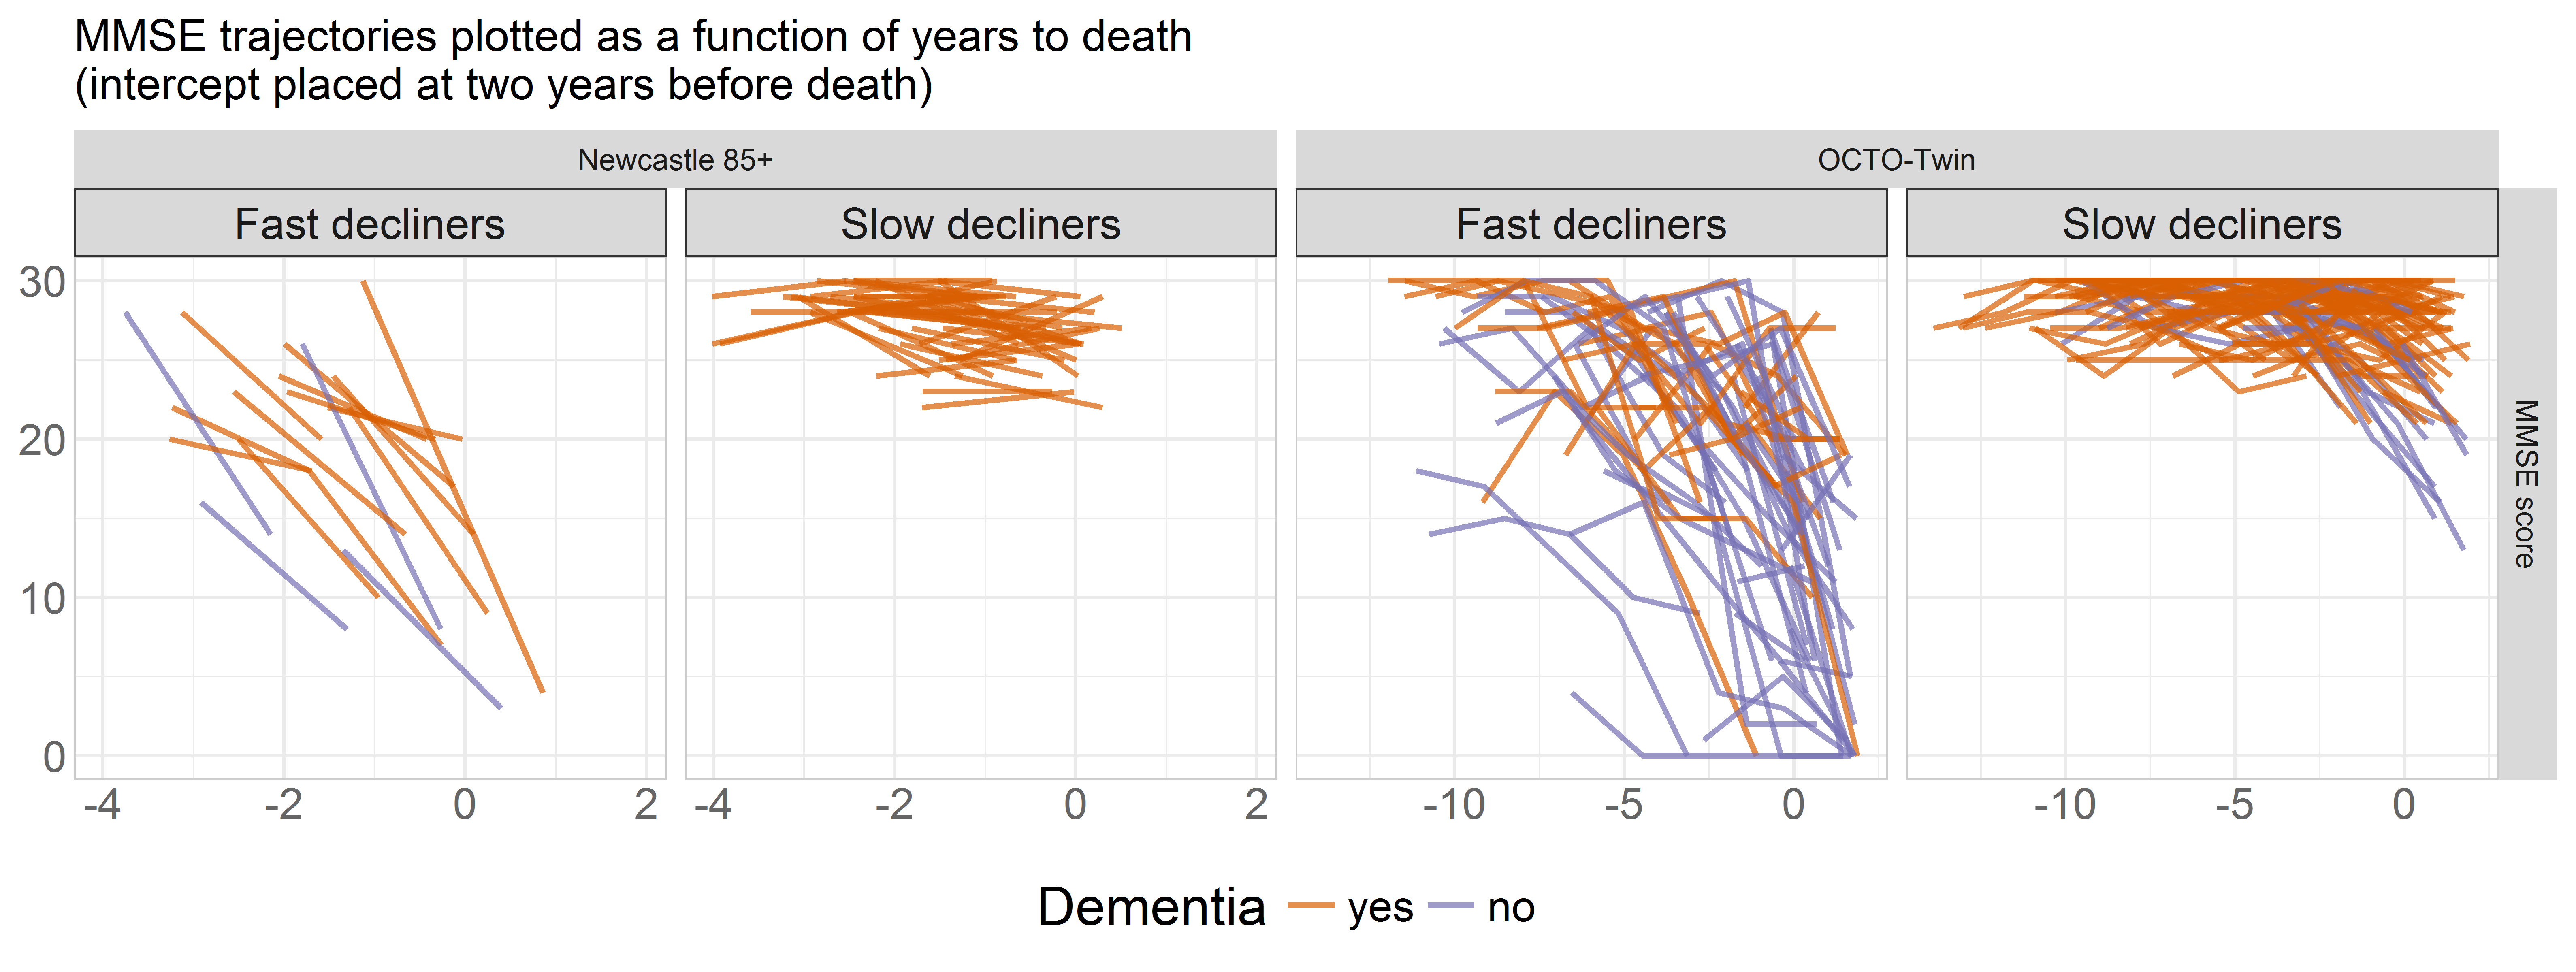 MMSE trajectories plotted as a function of years to death
(intercept placed at two years before death)
Newcastle 85+
OCTO-Twin
Fast decliners
Slow decliners
Fast decliners
Slow decliners
30
20
10
0
MMSE score
-4 -2 0 2
-4 -2 0 2
-10 -5 0
-10 -5 0
Dementia yes no